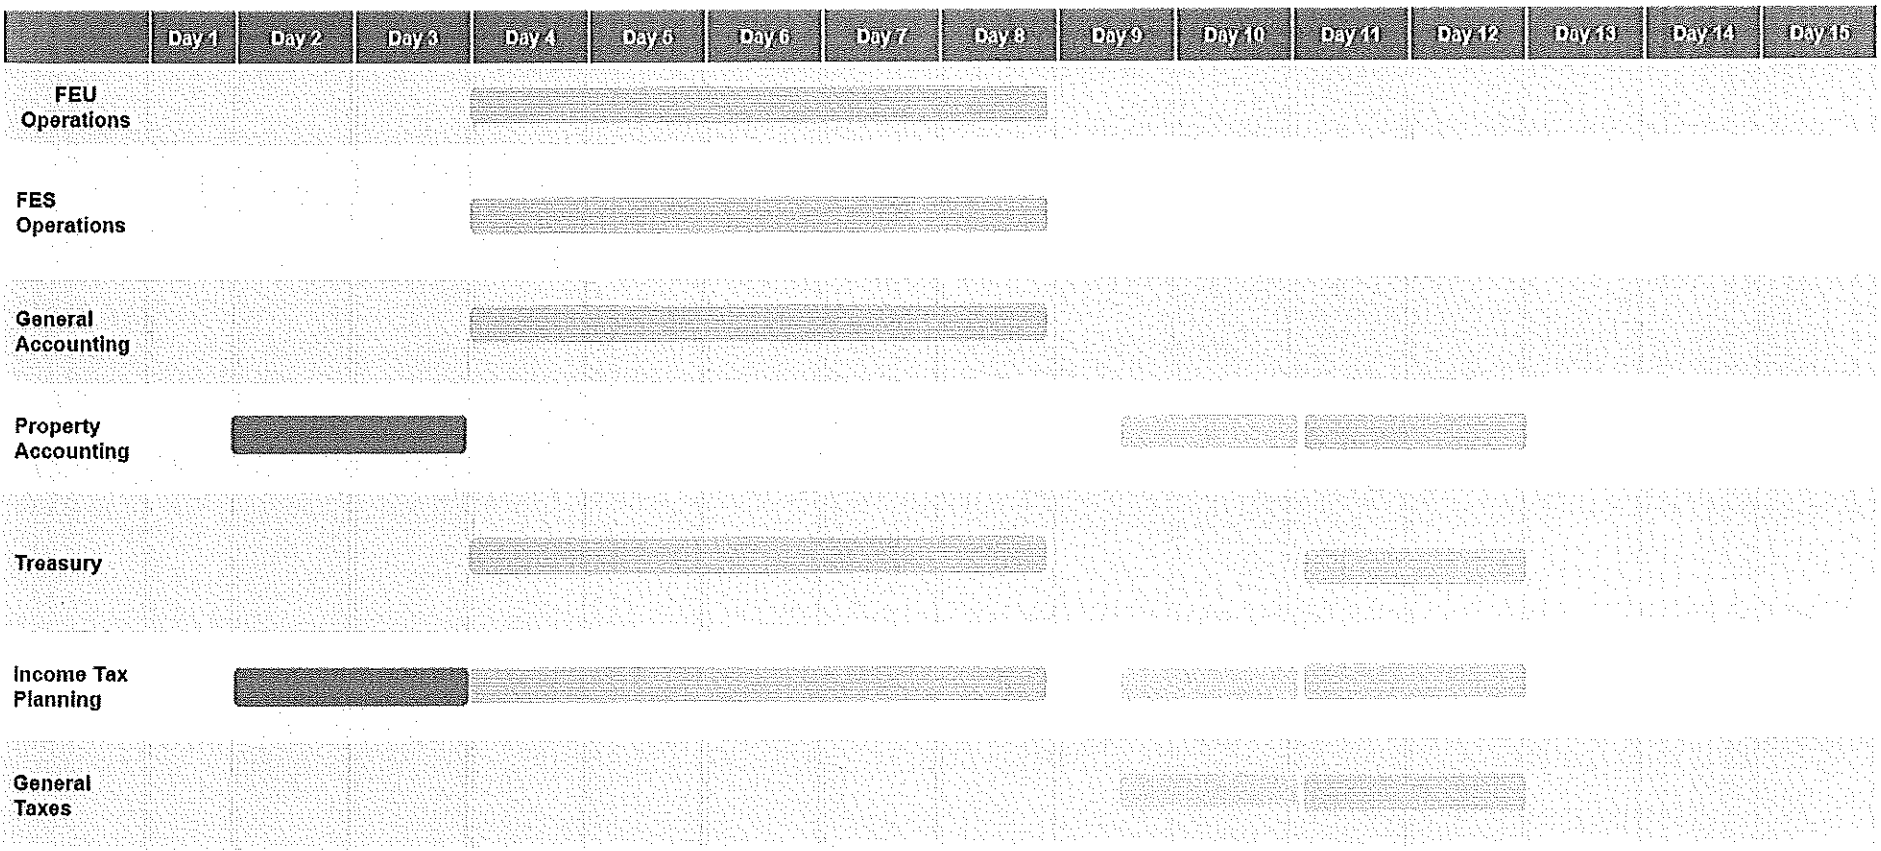 Day 1 Day 2 Day 3 Day 4 Day 5 Day 6 Day 7 Day 8 Day 9 Day 10 Day 11 Day 12 Day 13 Day 14 Day 15
FEU
Operations
FES
Operations
General
Accounting
Property
Accounting
Treasury
Income Tax
Planning
General
Taxes